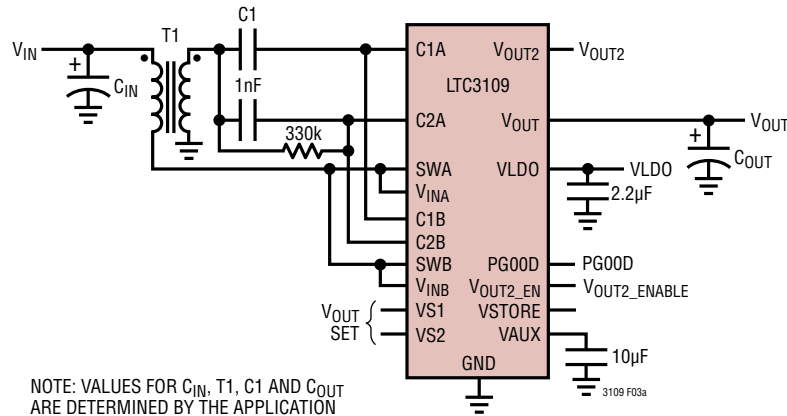 T1
C1
VIN
CIN
1nF
330k
C1A
VOUT2
VOUT2
LTC3109
C2A
VOUT
VOUT
COUT
SWA
VLDO
VLDO
2.2µF
VINA
C1B
C2B
SWB
PG00D
PG00D
VINB
VOUT2_EN
VOUT2_ENABLE
VOUT
SET
VS1
VSTORE
VS2
VAUX
10µF
GND
3109 F03a
NOTE: VALUES FOR CIN, T1, C1 AND COUT
ARE DETERMINED BY THE APPLICATION
+
+